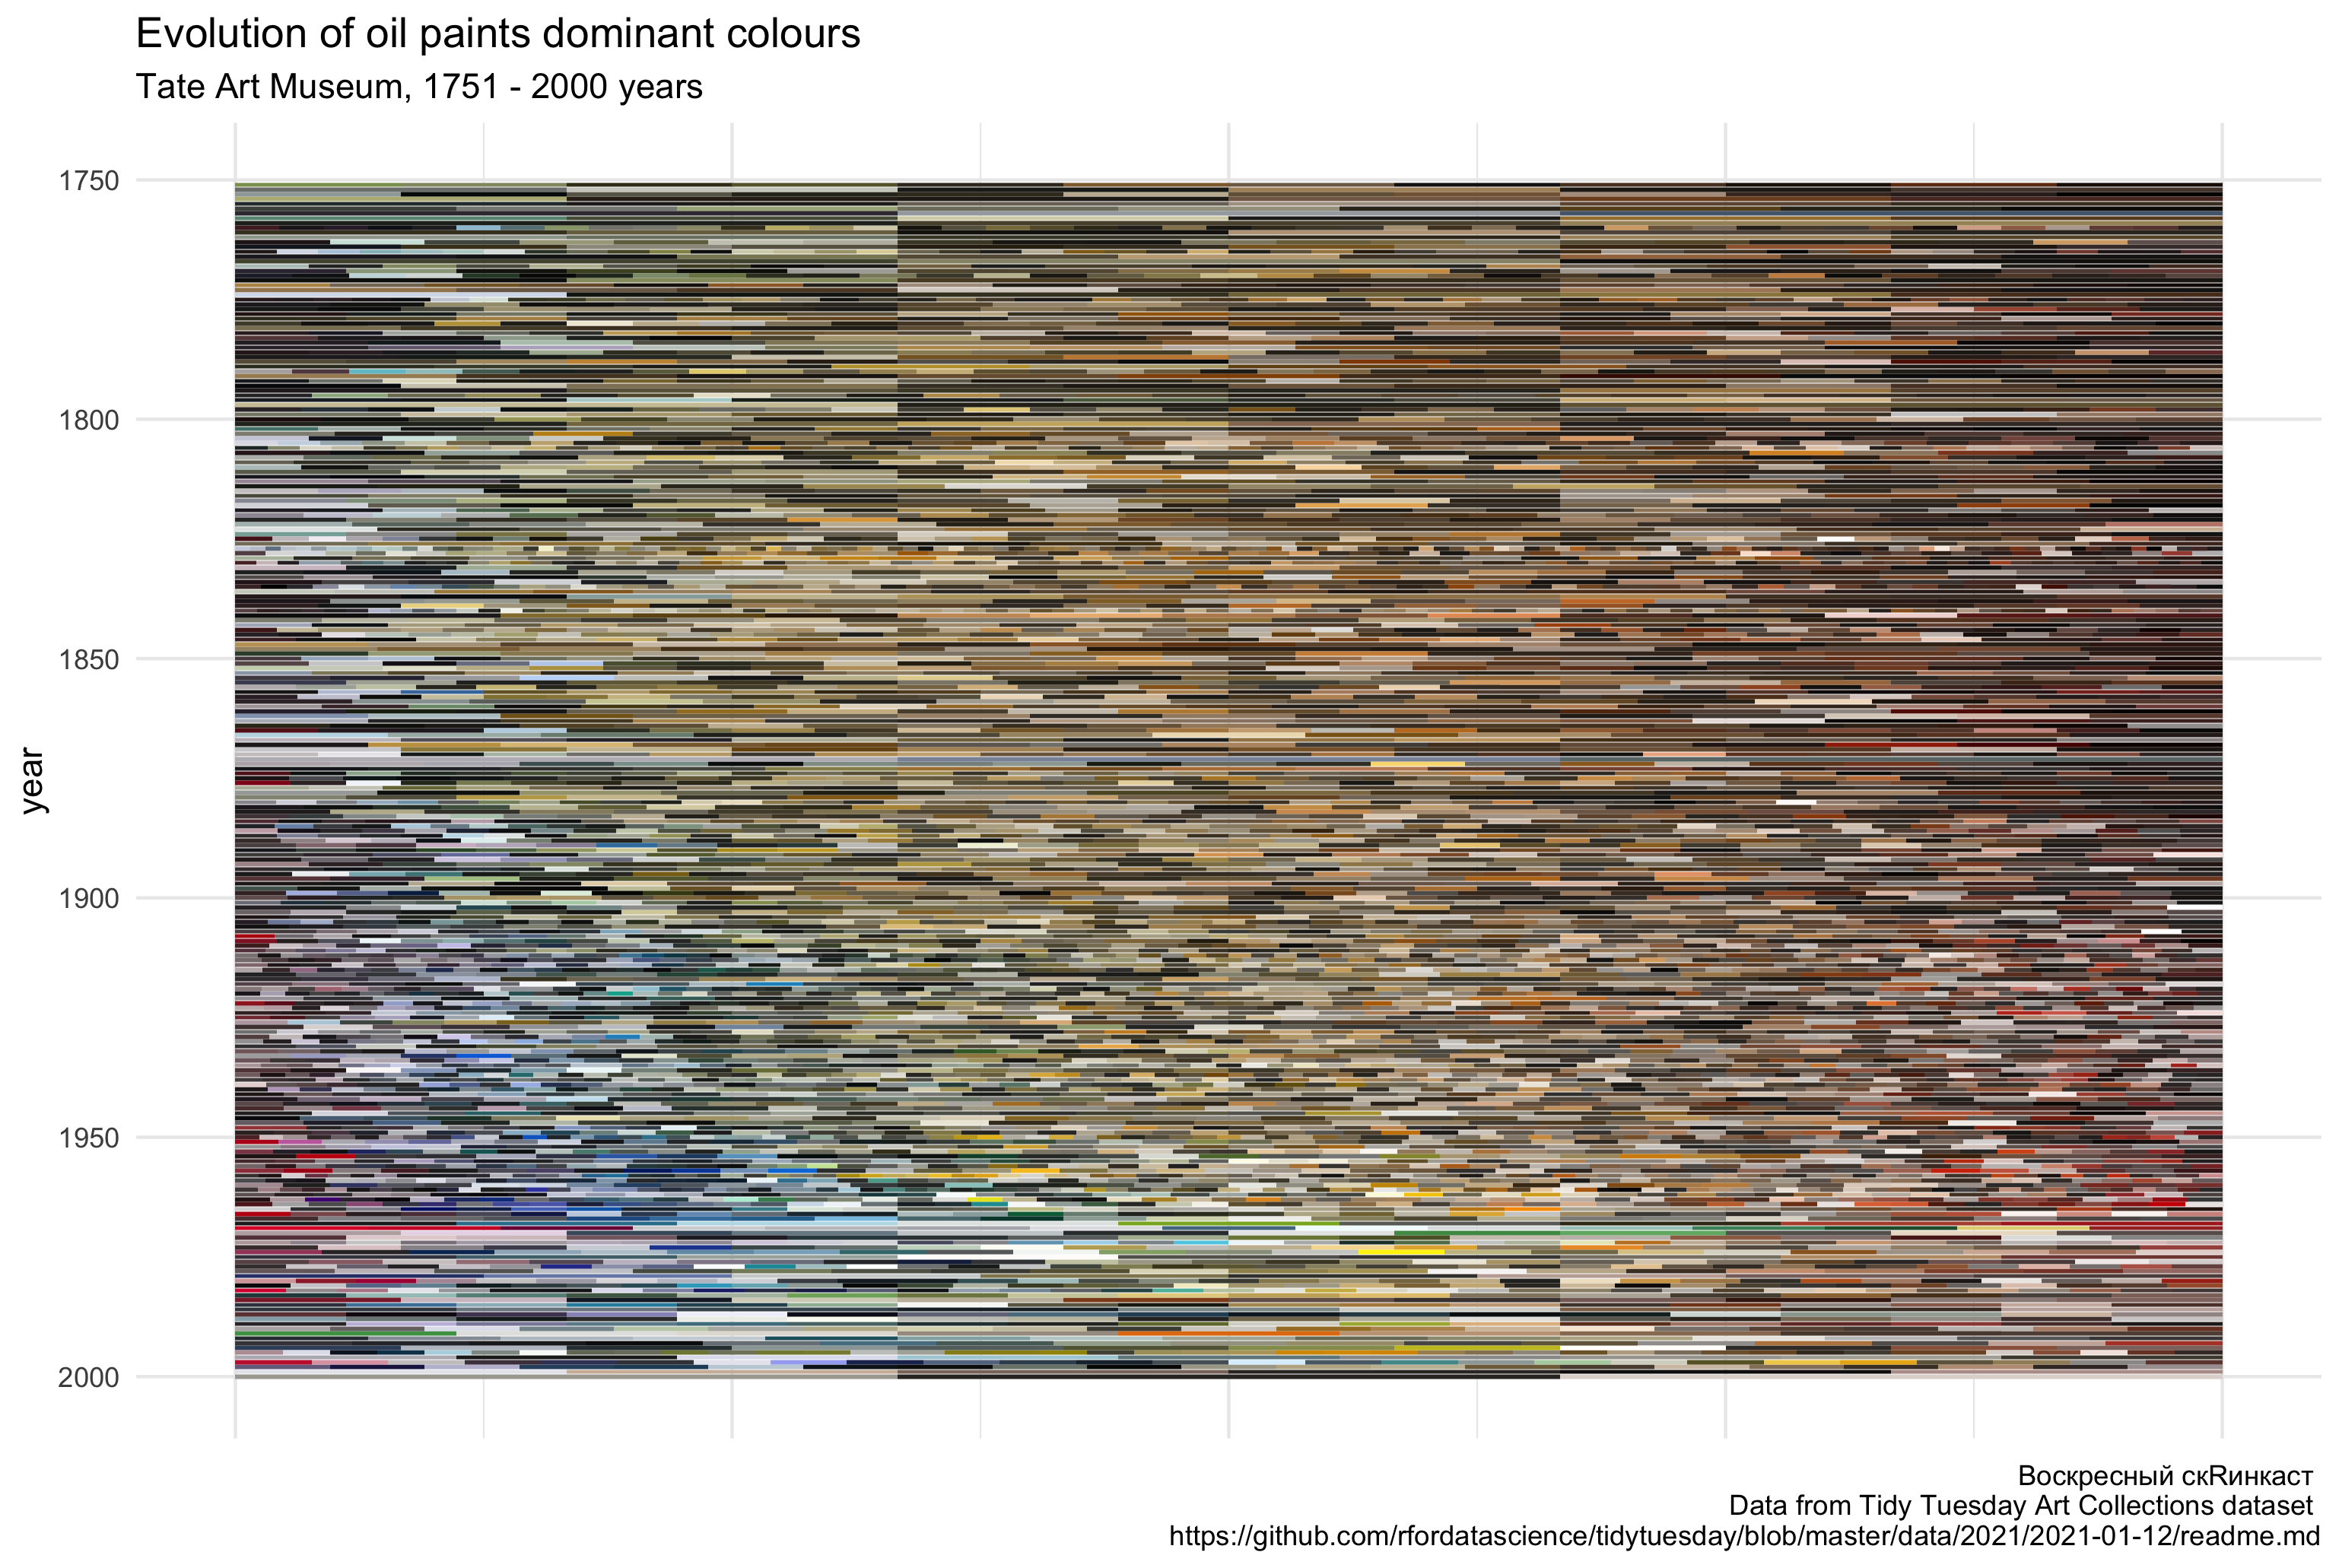 Evolution of oil paints dominant colours
Tate Art Museum, 1751 - 2000 years
1750
1800
1850
year
1900
1950
2000
Воскресный скRинкаст
Data from Tidy Tuesday Art Collections dataset
https://github.com/rfordatascience/tidytuesday/blob/master/data/2021/2021-01-12/readme.md